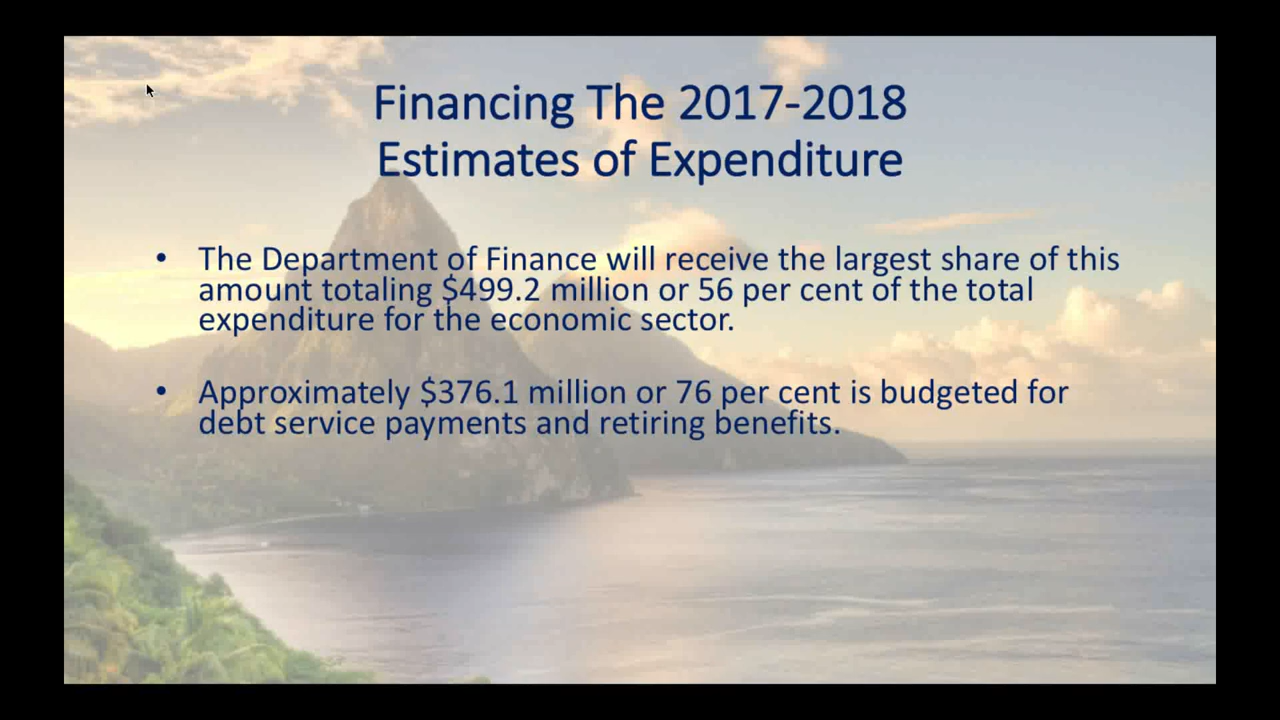 Financing The 2017-2018
Estimates of Expenditure
• The Department of Finance will receive the largest share of this
amount totaling $499.2 million or 56 per cent of the total
expenditure for the economic sector.
• Approximately $376.1 million or 76 per cent is budgeted for
debt service payments and retiring benefits.